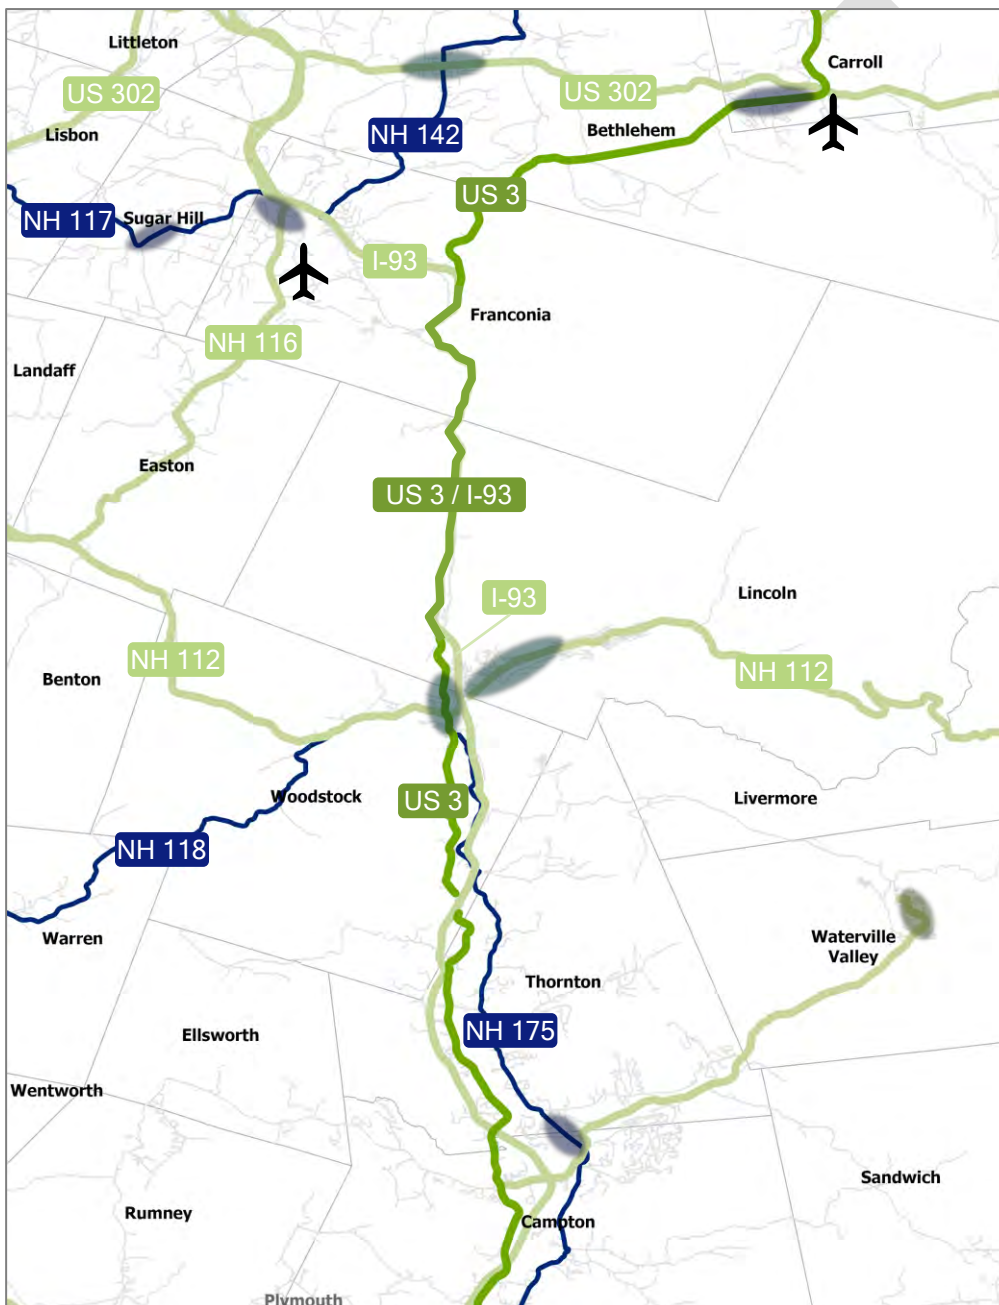 Littleton
Carroll
US 302
US 302
Lisbon
NH 142
Bethlehem
US 3
NH 117
Sugar Hill
I-93
Franconia
NH 116
Landaff
Easton
US 3 / I-93
I-93
Lincoln
NH 112
NH 112
Benton
Woodstock
US 3
Livermore
NH 118
Warren
Waterville
Valley
Thornton
Ellsworth
NH 175
Wentworth
Sandwich
Rumney
Campton
Plymouth